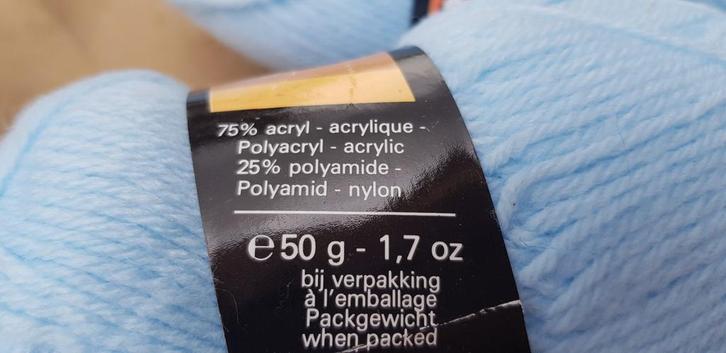 75% acryl - acrylique -
Polyacryl - acrylic
25% polyamide -
Polyamid - nylon
℮50 g - 1,7 oz
bij verpakking
à l'emballage
Packgewicht
when packed